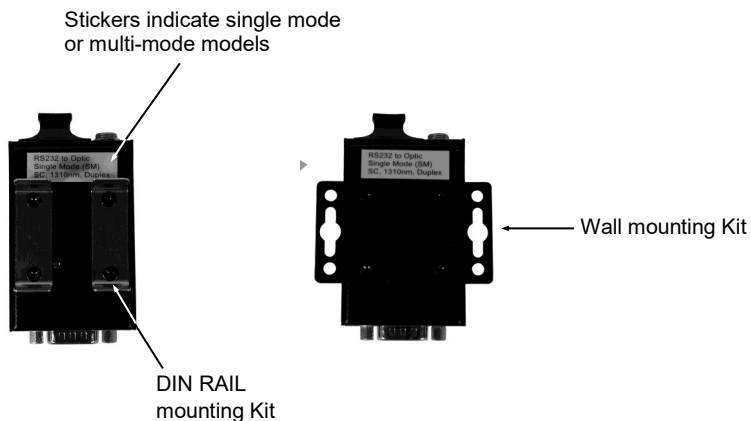 Stickers indicate single mode
or multi-mode models
RS232 to Optic
Single Mode (SM)
SC, 1310nm, Duplex
RS232 to Optic
Single Mode (SM)
SC, 1310nm, Duplex
Wall mounting Kit
DIN RAIL
mounting Kit